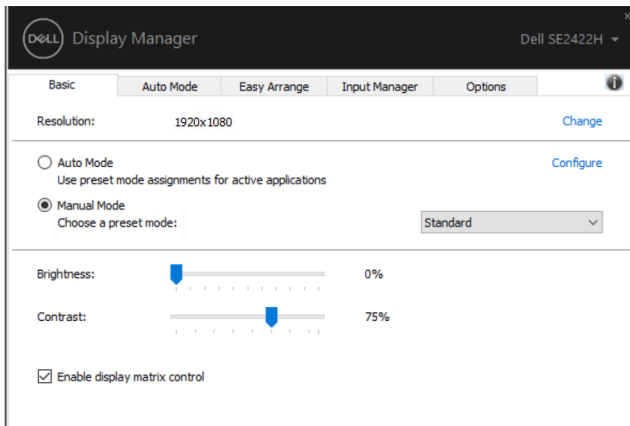 DELL Display Manager
Dell SE2422H
Basic Auto Mode Easy Arrange Input Manager Options
Resolution: 1920x1080 Change
Auto Mode Configure
Use preset mode assignments for active applications
Manual Mode
Choose a preset mode: Standard
Brightness: 0%
Contrast: 75%
Enable display matrix control